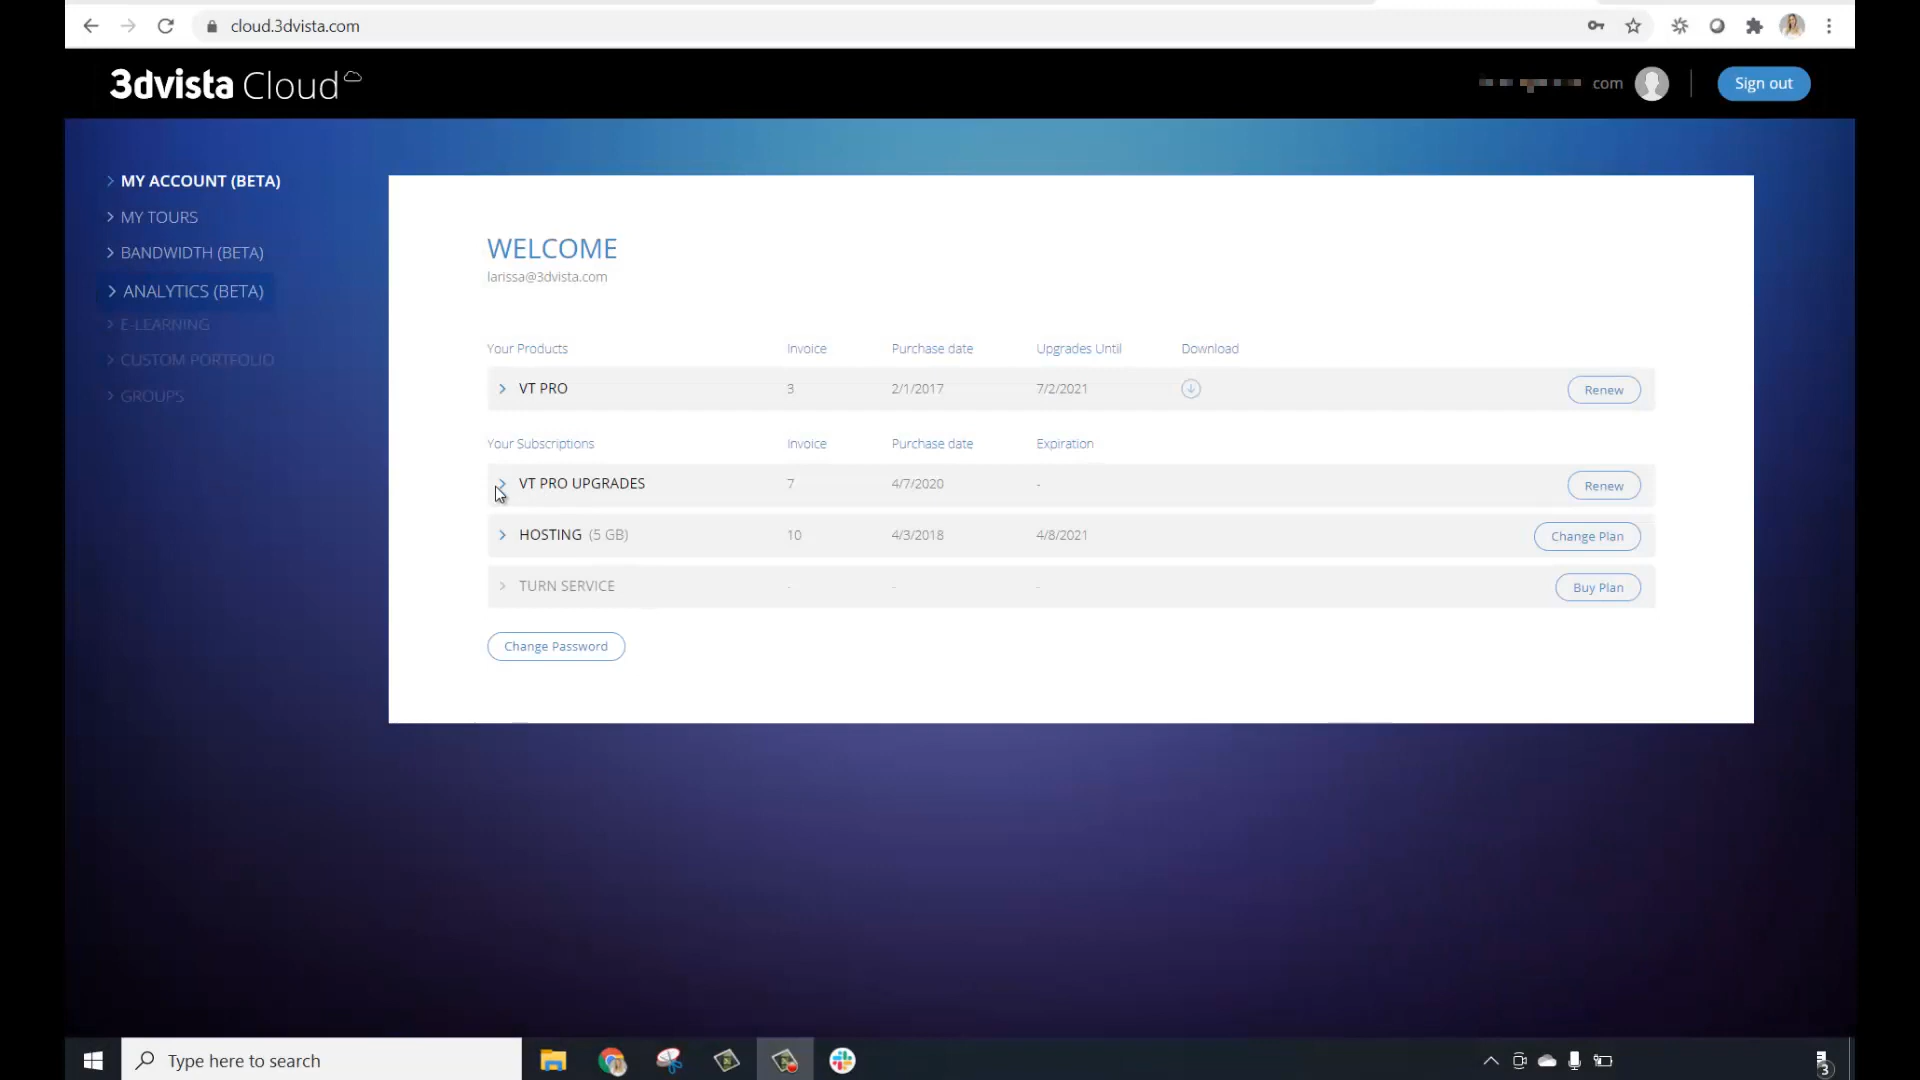 cloud.3dvista.com
3dvista Cloud
com
Sign out
MY ACCOUNT (BETA)
MY TOURS
BANDWIDTH (BETA)
ANALYTICS (BETA)
E-LEARNING
CUSTOM PORTFOLIO
GROUPS
WELCOME
larissa@3dvista.com
Your Products Invoice Purchase date Upgrades Until Download
VT PRO 3 2/1/2017 7/2/2021 Renew
Your Subscriptions Invoice Purchase date Expiration
VT PRO UPGRADES 7 4/7/2020 - Renew
HOSTING (5 GB) 10 4/3/2018 4/8/2021 Change Plan
TURN SERVICE - - - Buy Plan
Change Password
Type here to search
3